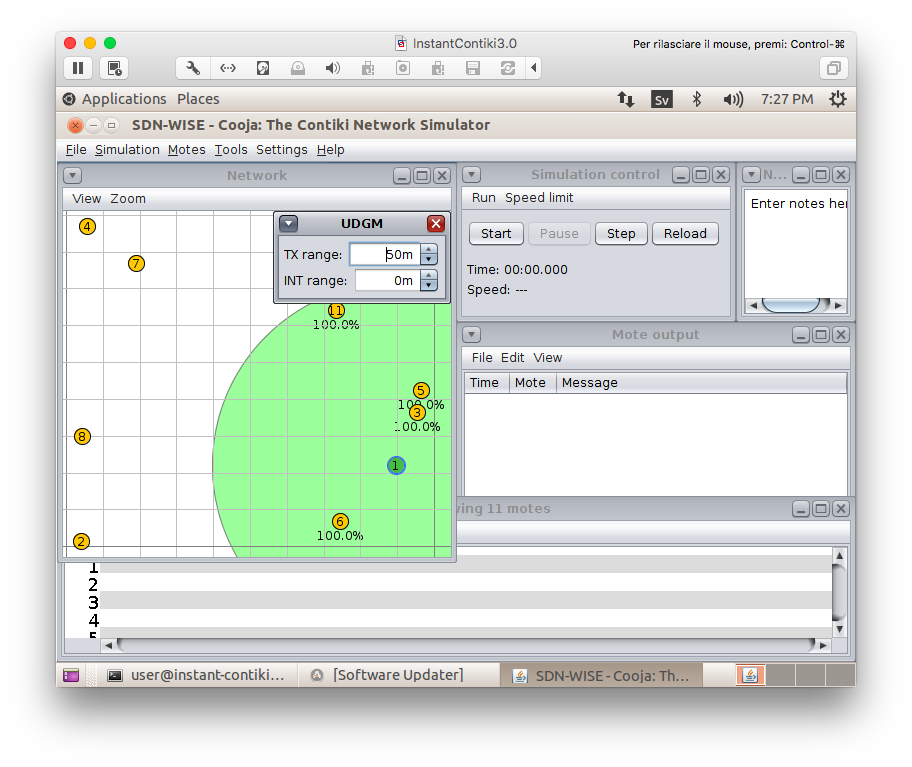 InstantContiki3.0
Per rilasciare il mouse, premi: Control-⌘
Applications Places
Sv
7:27 PM
SDN-WISE - Cooja: The Contiki Network Simulator
File Simulation Motes Tools Settings Help
Network
View Zoom
4
7
UDGM
TX range: 50m
INT range: 0m
11
100.0%
5
100.0%
3
100.0%
8
1
6
100.0%
2
Simulation control
Run Speed limit
Start Pause Step Reload
Time: 00:00.000
Speed: ---
N...
Enter notes her
Mote output
File Edit View
Time Mote Message
ving 11 motes
1
2
3
4
5
user@instant-contiki...
[Software Updater]
SDN-WISE - Cooja: Th...